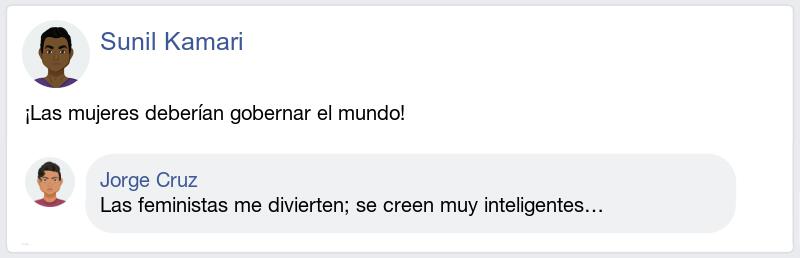 Sunil Kamari
¡Las mujeres deberían gobernar el mundo!
Jorge Cruz
Las feministas me divierten; se creen muy inteligentes…